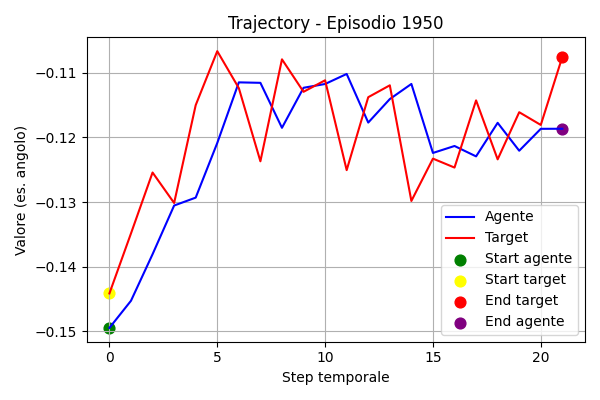 Trajectory - Episodio 1950
Valore (es. angolo)
−0.11
−0.12
−0.13
−0.14
−0.15
0
5
10
15
20
Step temporale
Agente
Target
Start agente
Start target
End target
End agente